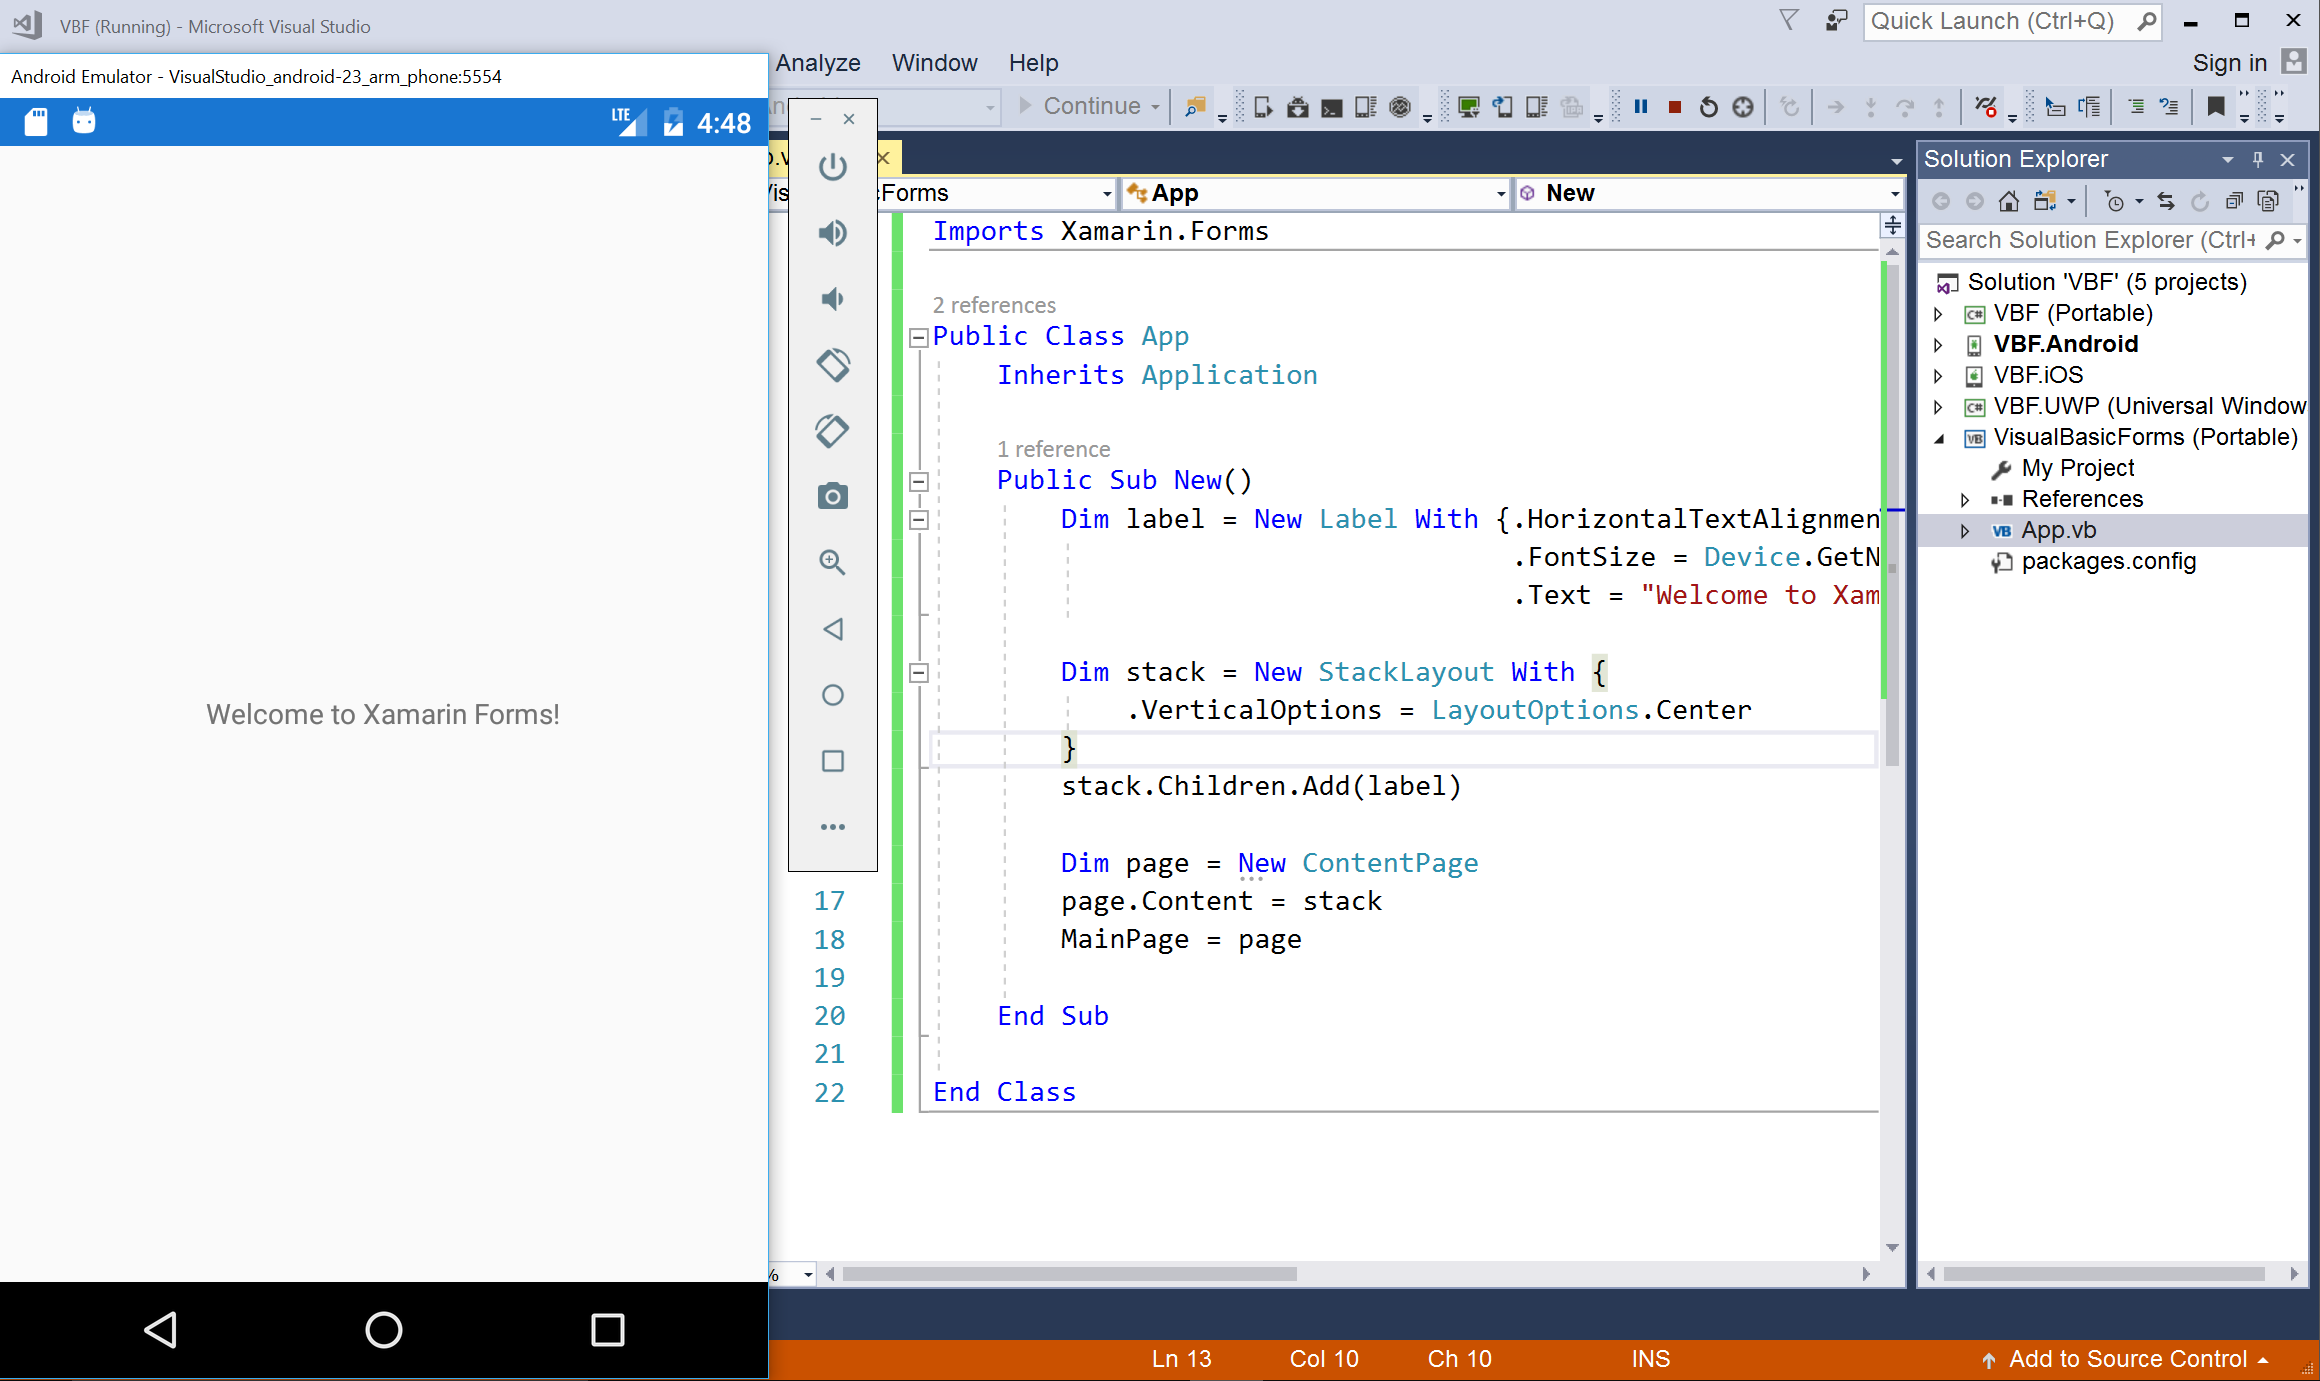 VBF (Running) - Microsoft Visual Studio
Quick Launch (Ctrl+Q)
Android Emulator - VisualStudio_android-23_arm_phone:5554
Analyze Window Help
Sign in
LTE 4:48
Continue
Forms
App
New
Imports Xamarin.Forms
2 references
Public Class App
Inherits Application
1 reference
Public Sub New()
Dim label = New Label With {.HorizontalTextAlignmen
.FontSize = Device.GetN
.Text = "Welcome to Xam
Dim stack = New StackLayout With {
.VerticalOptions = LayoutOptions.Center
}
stack.Children.Add(label)
Dim page = New ContentPage
17 page.Content = stack
18 MainPage = page
19
20 End Sub
21
22 End Class
Welcome to Xamarin Forms!
Solution Explorer
Search Solution Explorer (Ctrl+
Solution 'VBF' (5 projects)
C# VBF (Portable)
VBF.Android
VBF.iOS
C# VBF.UWP (Universal Window
VB VisualBasicForms (Portable)
My Project
References
VB App.vb
packages.config
%
Ln 13 Col 10 Ch 10 INS Add to Source Control